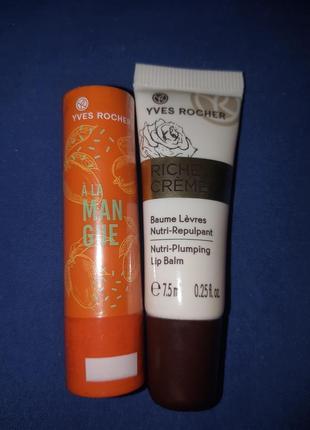 YVES ROCHER
À LA
MAN
GUE
YVES ROCHER
RICHE
CRÈME
Baume Lèvres
Nutri-Repulpant
Nutri-Plumping
Lip Balm
℮ 7.5 m 0.25 fl. oz.